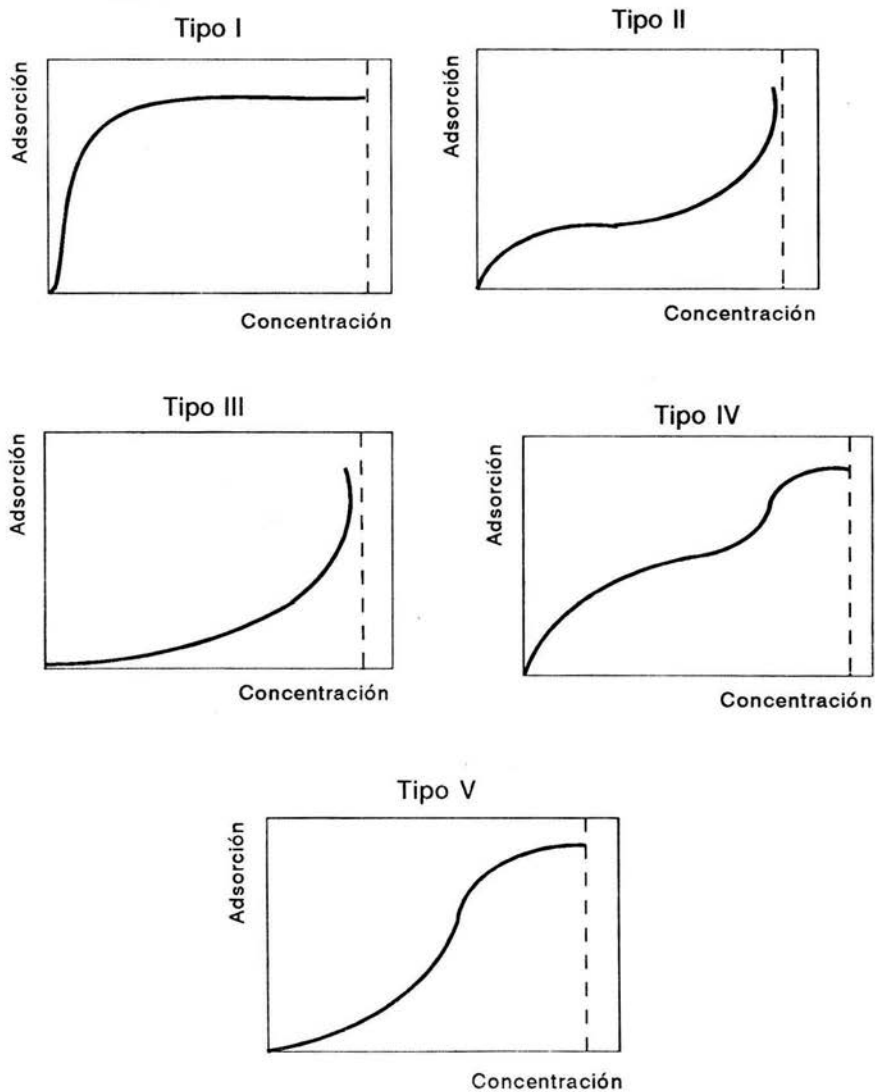 Tipo I
Adsorción
Concentración
Tipo II
Adsorción
Concentración
Tipo III
Adsorción
Concentración
Tipo IV
Adsorción
Concentración
Tipo V
Adsorción
Concentración